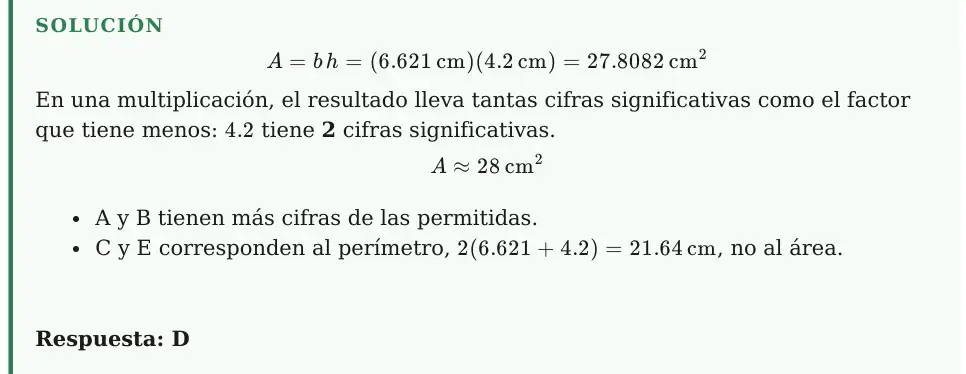 SOLUCIÓN
A = b h = (6.621 cm)(4.2 cm) = 27.8082 cm²
En una multiplicación, el resultado lleva tantas cifras significativas como el factor
que tiene menos: 4.2 tiene 2 cifras significativas.
A ≈ 28 cm²
• A y B tienen más cifras de las permitidas.
• C y E corresponden al perímetro, 2(6.621 + 4.2) = 21.64 cm, no al área.
Respuesta: D